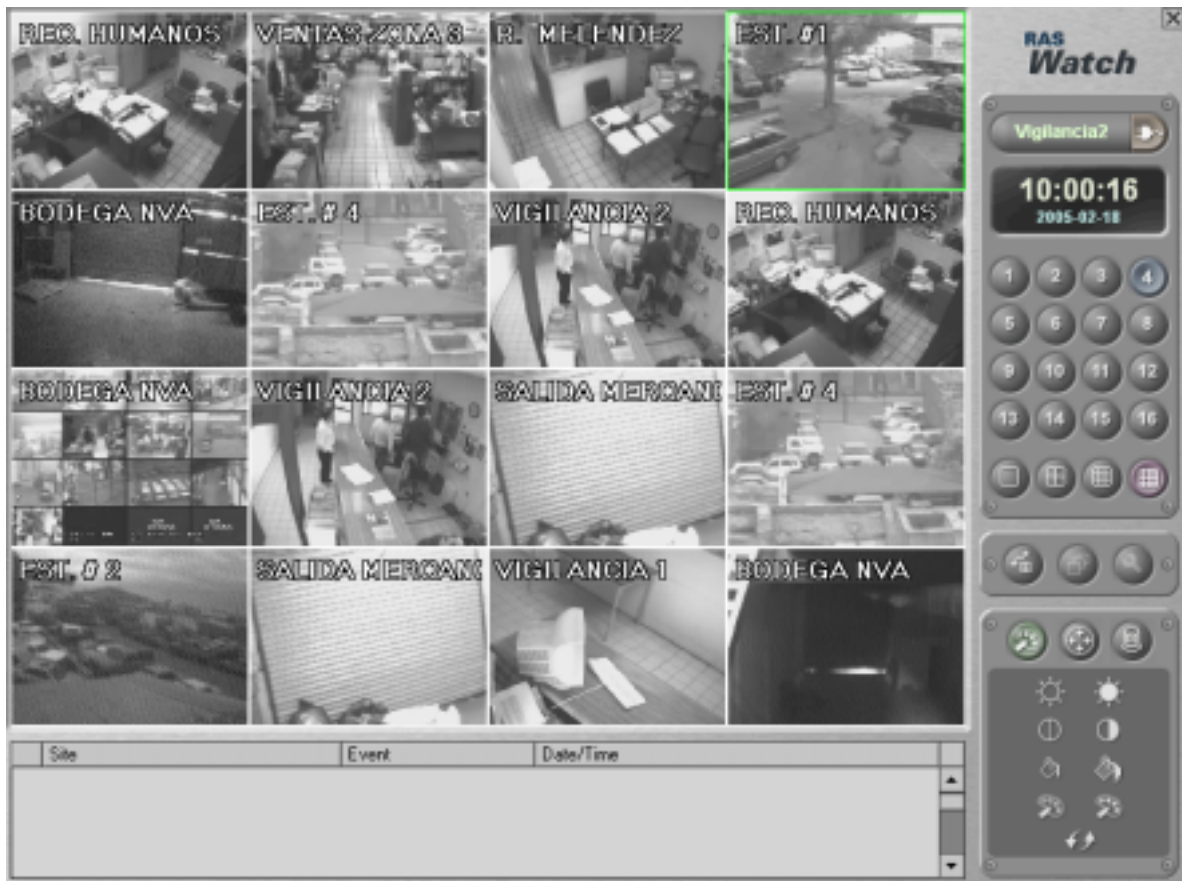 REC. HUMANOS
VENTAS ZONA 3
R. MELENDEZ
EST. #1
BODEGA NVA
EST. # 4
VIGILANCIA 2
REC. HUMANOS
BODEGA NVA
VIGILANCIA 2
SALIDA MERCANC
EST. # 4
EST. # 2
SALIDA MERCANC
VIGILANCIA 1
BODEGA NVA
Site Event Date/Time
RAS
Watch
Vigilancia2
10:00:16
2005-02-18
1 2 3 4
5 6 7 8
9 10 11 12
13 14 15 16